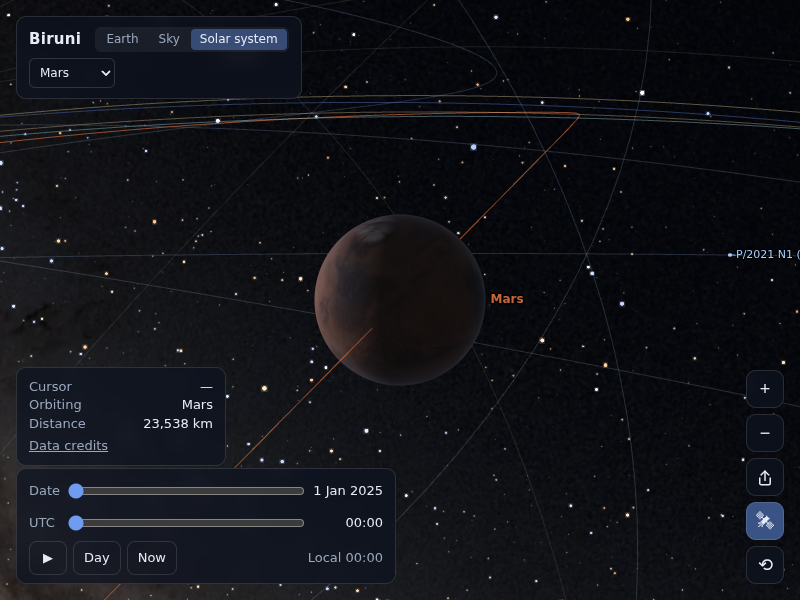 Biruni Earth Sky Solar system
Mars
P/2021 N1 (
Mars
Cursor —
Orbiting Mars
Distance 23,538 km
Data credits
Date 1 Jan 2025
UTC 00:00
▶ Day Now Local 00:00
+
−